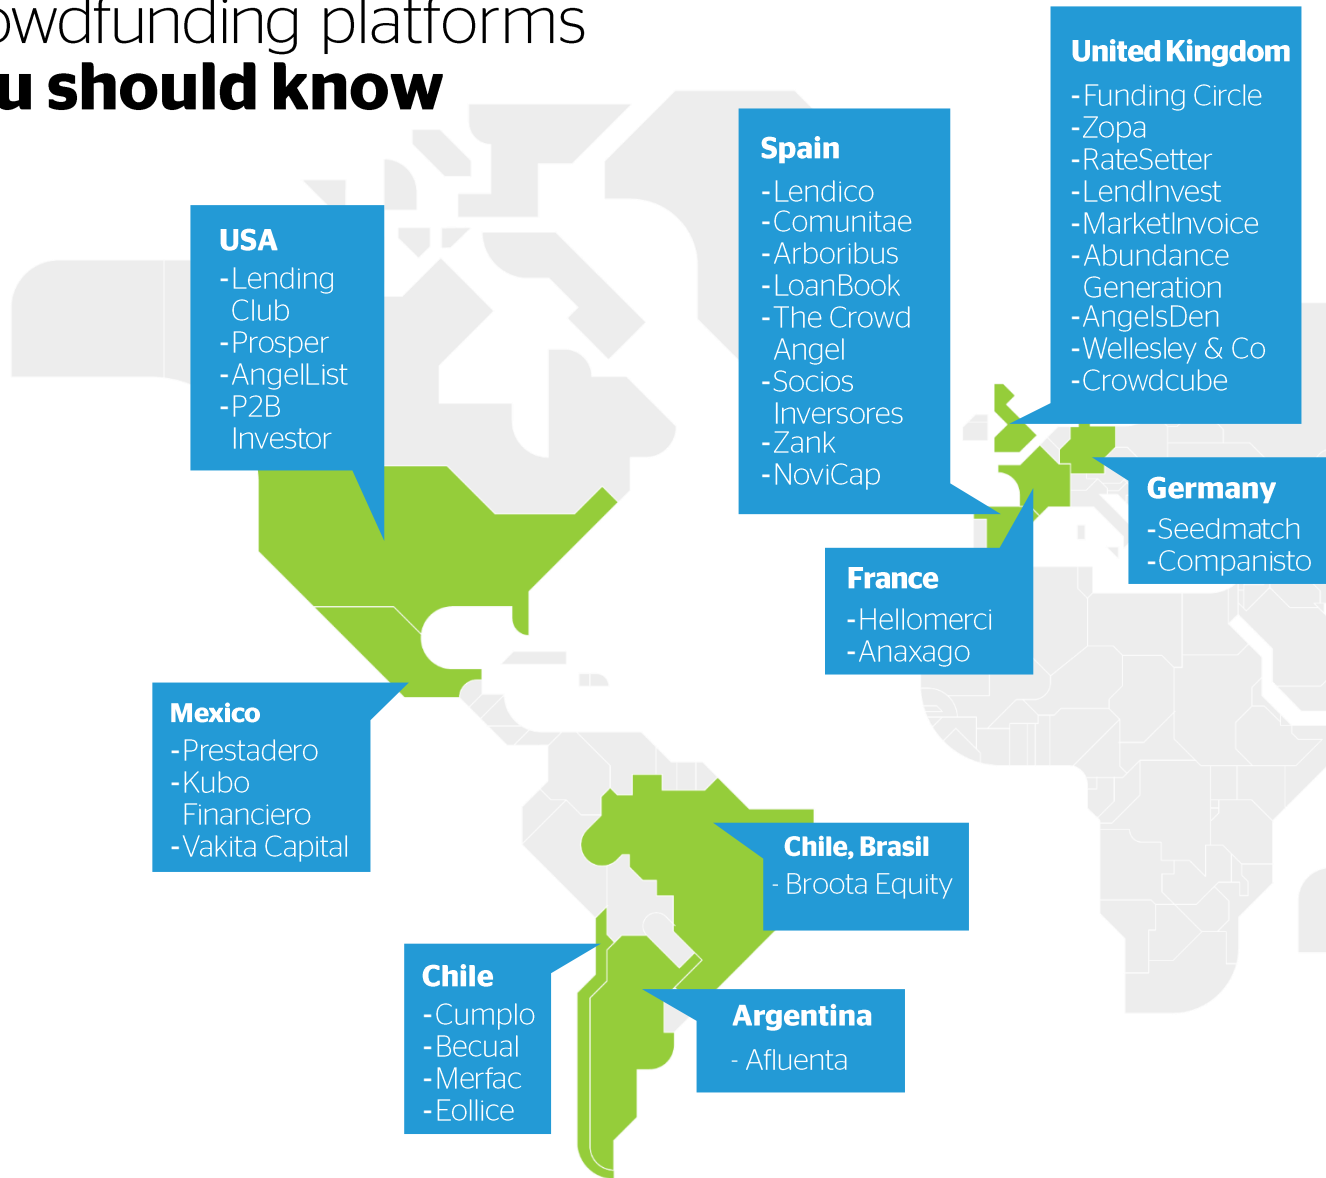 owdfunding platforms
u should know
United Kingdom
-Funding Circle
-Zopa
-RateSetter
-LendInvest
-MarketInvoice
-Abundance
Generation
-AngelsDen
-Wellesley & Co
-Crowdcube
Spain
-Lendico
-Comunitae
-Arboribus
-LoanBook
-The Crowd
Angel
-Socios
Inversores
-Zank
-NoviCap
USA
-Lending
Club
-Prosper
-AngelList
-P2B
Investor
Germany
-Seedmatch
-Companisto
France
-Hellomerci
-Anaxago
Mexico
-Prestadero
-Kubo
Financiero
-Vakita Capital
Chile, Brasil
- Broota Equity
Chile
-Cumplo
-Becual
-Merfac
-Eollice
Argentina
- Afluenta